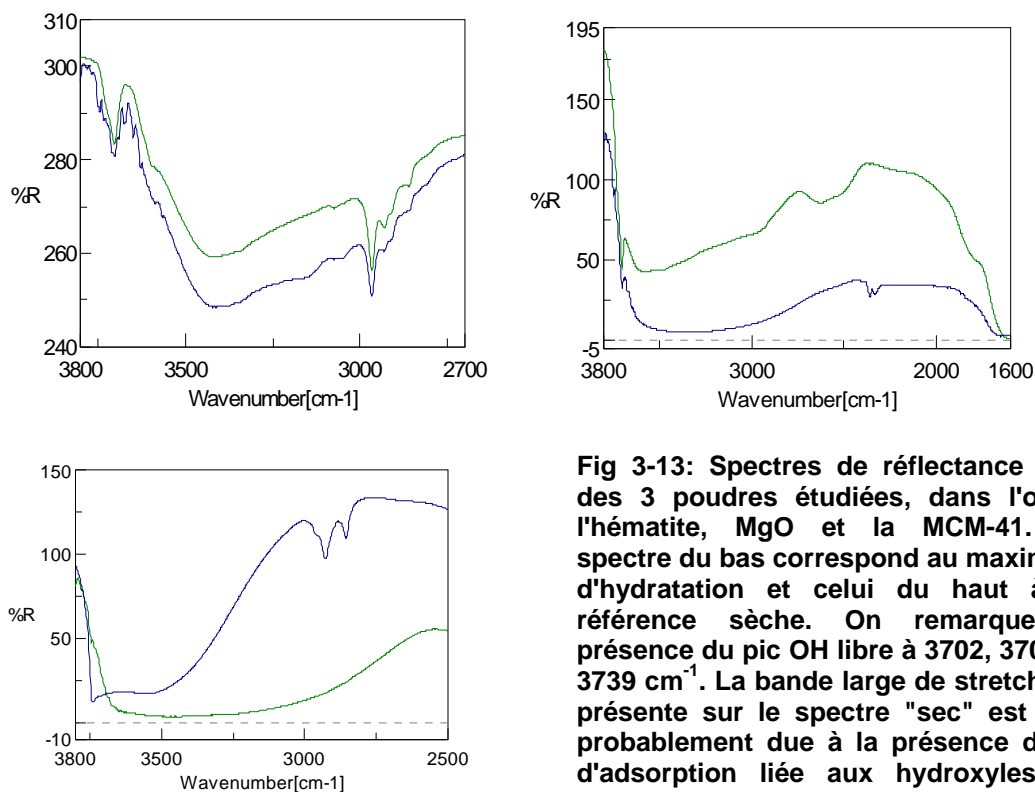 310
300
280
%R
260
240
3800
3500
3000
2700
Wavenumber[cm-1]
195
150
100
%R
50
-5
3800
3000
2000
1600
Wavenumber[cm-1]
150
100
%R
50
-10
3800
3500
3000
2500
Wavenumber[cm-1]
Fig 3-13: Spectres de réflectance
des 3 poudres étudiées, dans l'o
l'hématite, MgO et la MCM-41.
spectre du bas correspond au maxin
d'hydratation et celui du haut à
référence sèche. On remarque
présence du pic OH libre à 3702, 370
3739 cm-1. La bande large de stretch
présente sur le spectre "sec" est
probablement due à la présence d
d'adsorption liée aux hydroxyles